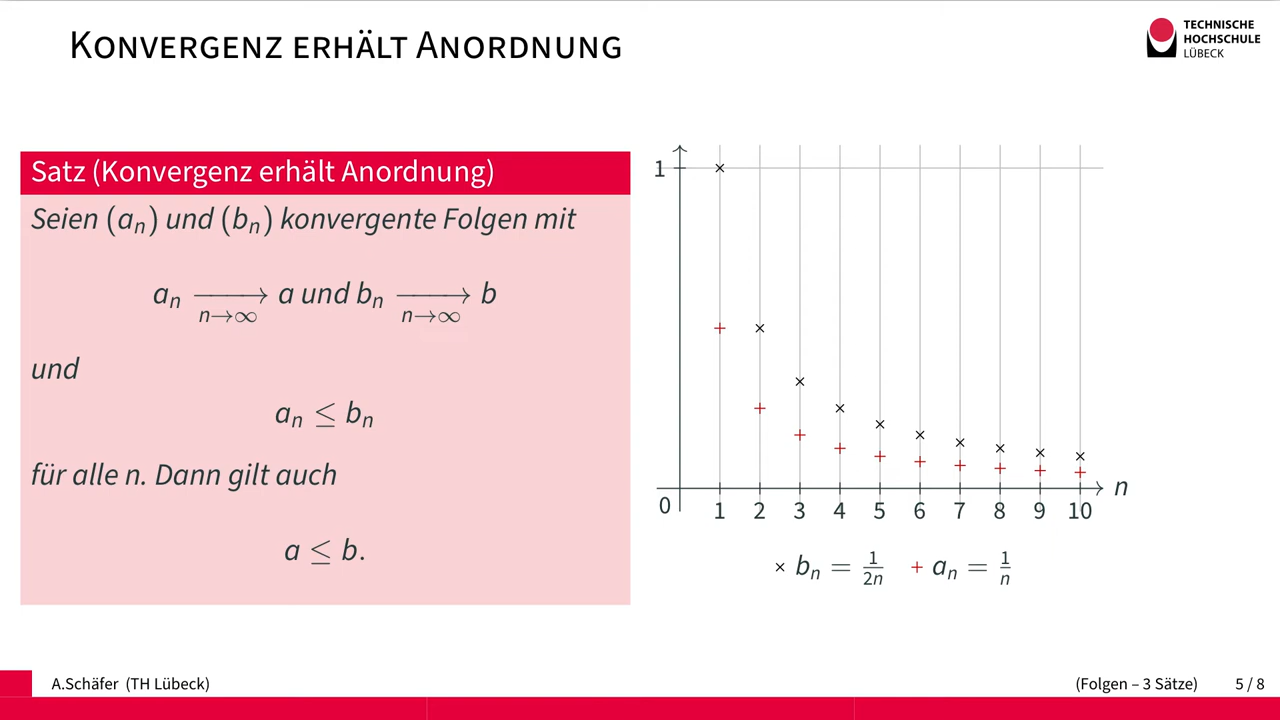 KONVERGENZ ERHÄLT ANORDNUNG
TECHNISCHE
HOCHSCHULE
LÜBECK
Satz (Konvergenz erhält Anordnung)
Seien (aₙ) und (bₙ) konvergente Folgen mit
aₙ ⟶ a und bₙ ⟶ b
n→∞ n→∞
und
aₙ ≤ bₙ
für alle n. Dann gilt auch
a ≤ b.
1
0 1 2 3 4 5 6 7 8 9 10 n
× bₙ = 1/2n + aₙ = 1/n
A.Schäfer (TH Lübeck) (Folgen – 3 Sätze) 5 / 8